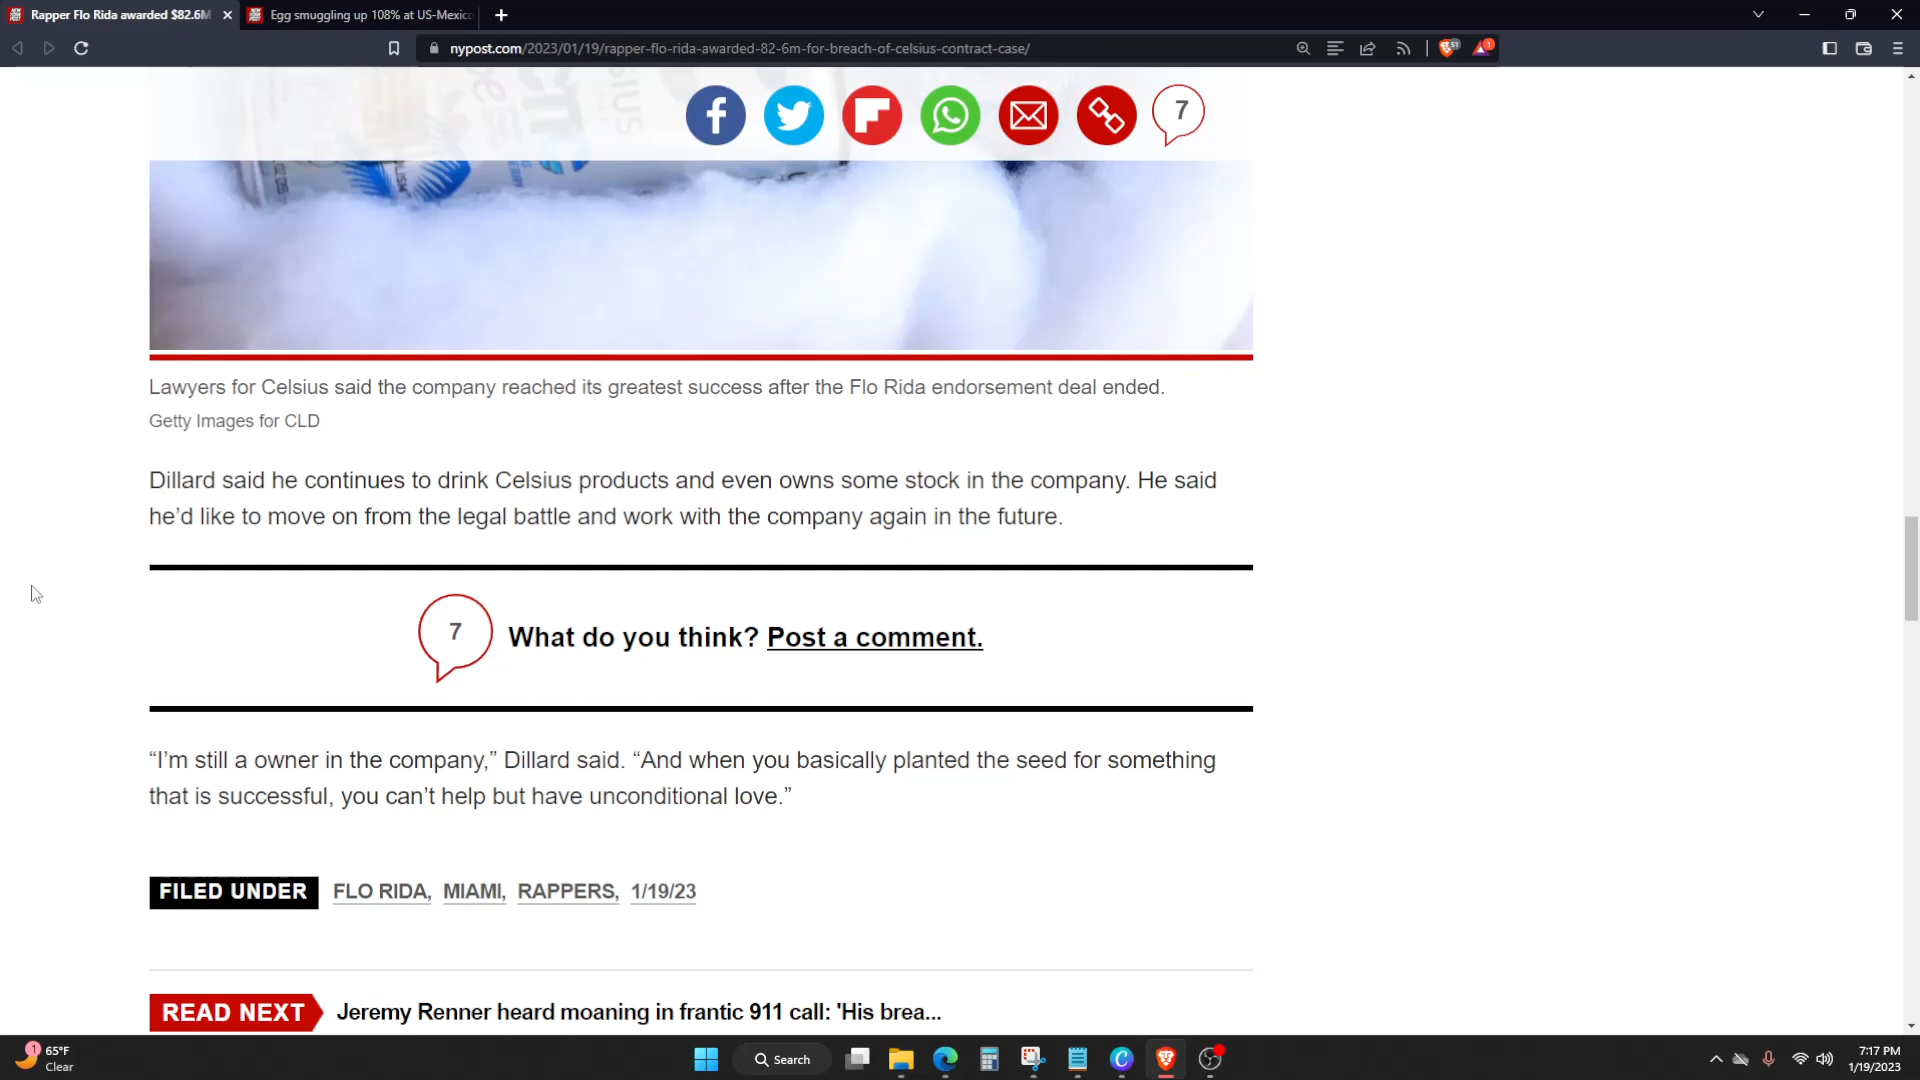 Rapper Flo Rida awarded $82.6M
Egg smuggling up 108% at US-Mexico
nypost.com/2023/01/19/rapper-flo-rida-awarded-82-6m-for-breach-of-celsius-contract-case/
7
Lawyers for Celsius said the company reached its greatest success after the Flo Rida endorsement deal ended.
Getty Images for CLD
Dillard said he continues to drink Celsius products and even owns some stock in the company. He said
he’d like to move on from the legal battle and work with the company again in the future.
7 What do you think? Post a comment.
“I’m still a owner in the company,” Dillard said. “And when you basically planted the seed for something
that is successful, you can’t help but have unconditional love.”
FILED UNDER FLO RIDA, MIAMI, RAPPERS, 1/19/23
READ NEXT Jeremy Renner heard moaning in frantic 911 call: 'His brea...
1 65°F
Clear
Search
7:17 PM
1/19/2023